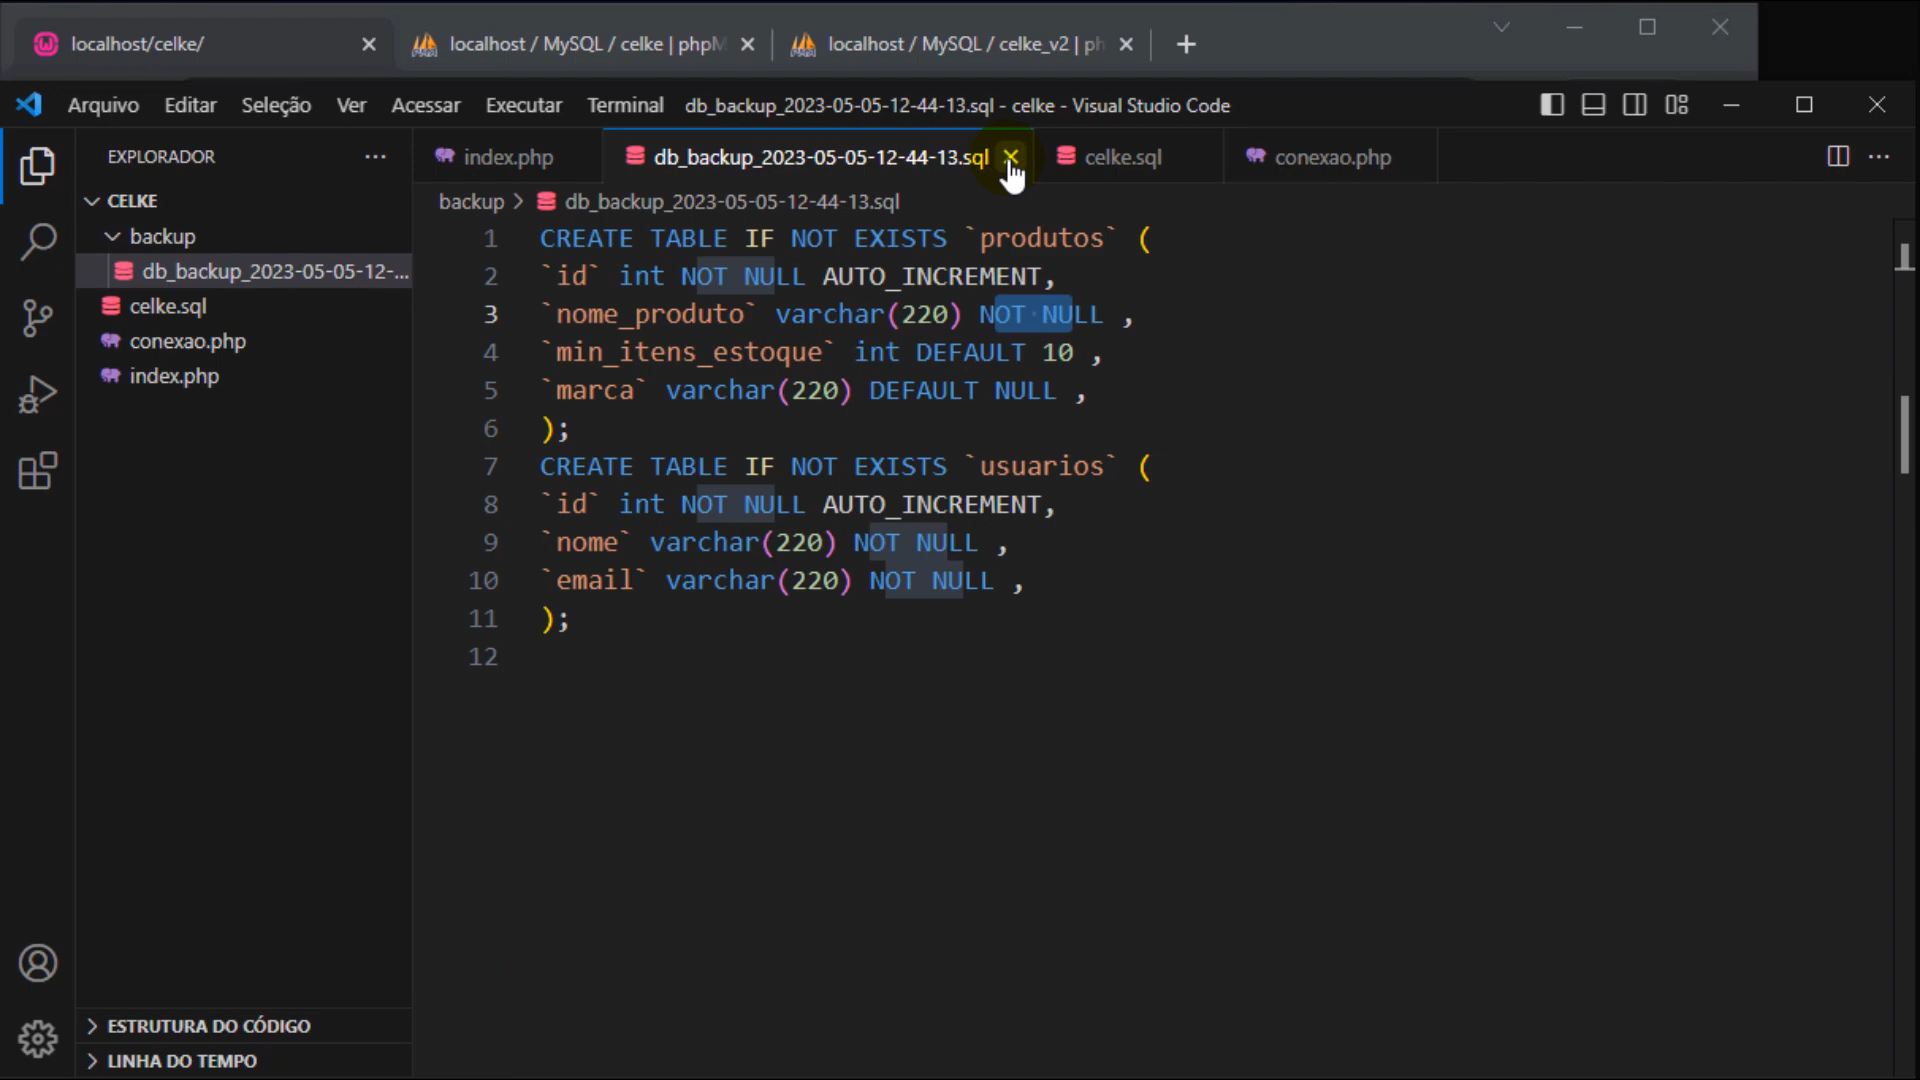 localhost/celke/
localhost / MySQL / celke | phpM
localhost / MySQL / celke_v2 | ph
Arquivo Editar Seleção Ver Acessar Executar Terminal db_backup_2023-05-05-12-44-13.sql - celke - Visual Studio Code
EXPLORADOR
index.php
db_backup_2023-05-05-12-44-13.sql
celke.sql
conexao.php
CELKE
backup
db_backup_2023-05-05-12-...
celke.sql
conexao.php
index.php
backup > db_backup_2023-05-05-12-44-13.sql
1 CREATE TABLE IF NOT EXISTS `produtos` (
2 `id` int NOT NULL AUTO_INCREMENT,
3 `nome_produto` varchar(220) NOT NULL ,
4 `min_itens_estoque` int DEFAULT 10 ,
5 `marca` varchar(220) DEFAULT NULL ,
6 );
7 CREATE TABLE IF NOT EXISTS `usuarios` (
8 `id` int NOT NULL AUTO_INCREMENT,
9 `nome` varchar(220) NOT NULL ,
10 `email` varchar(220) NOT NULL ,
11 );
12
ESTRUTURA DO CÓDIGO
LINHA DO TEMPO